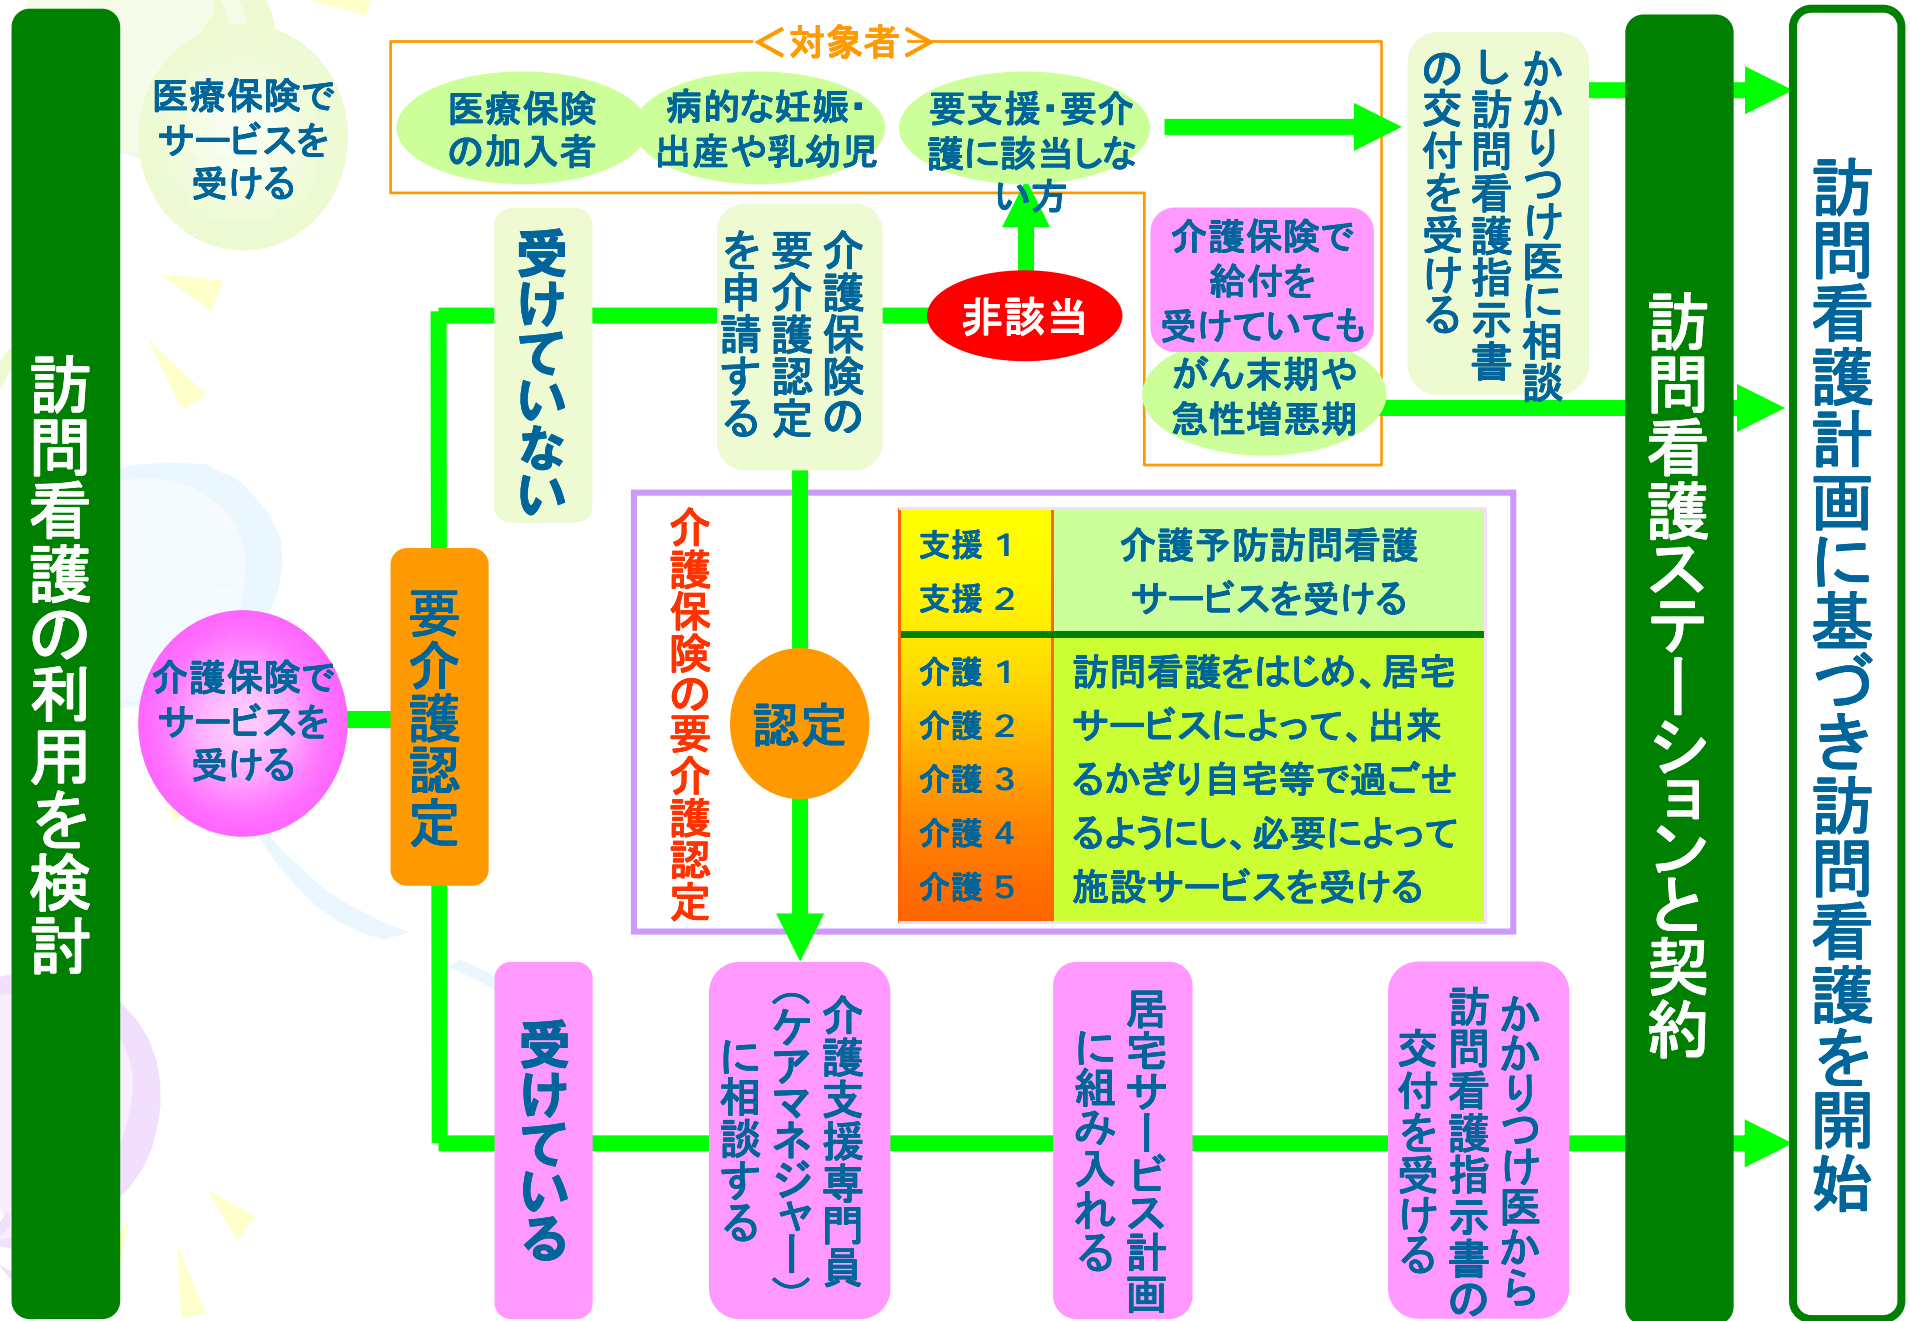 訪問看護の利用を検討
医療保険で
サービスを
受ける
＜対象者＞
医療保険
の加入者
病的な妊娠・
出産や乳幼児
要支援・要介
護に該当しな
い方
かかりつけ医に相談
し訪問看護指示書
の交付を受ける
受けていない
介護保険の
要介護認定
を申請する
非該当
介護保険で
給付を
受けていても
がん末期や
急性増悪期
介護保険で
サービスを
受ける
要介護認定
介護保険の要介護認定
認定
支援１
支援２
介護予防訪問看護
サービスを受ける
介護１
介護２
介護３
介護４
介護５
訪問看護をはじめ、居宅
サービスによって、出来
るかぎり自宅等で過ごせ
るようにし、必要によって
施設サービスを受ける
受けている
介護支援専門員
（ケアマネジャー）
に相談する
居宅サービス計画
に組み入れる
かかりつけ医から
訪問看護指示書の
交付を受ける
訪問看護ステーションと契約
訪問看護計画に基づき訪問看護を開始